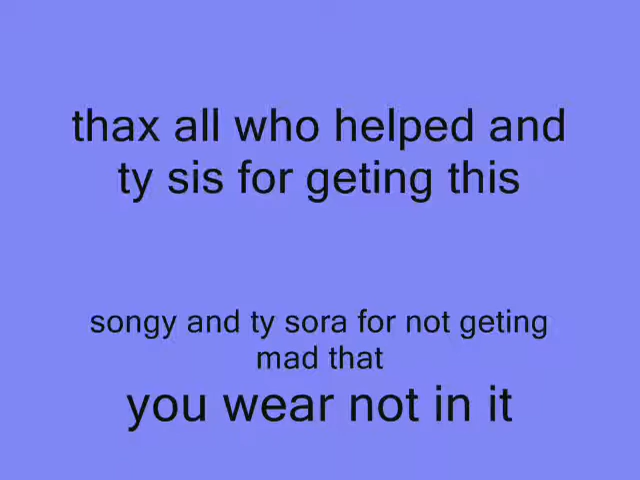 thax all who helped and
ty sis for geting this
songy and ty sora for not geting
mad that
you wear not in it